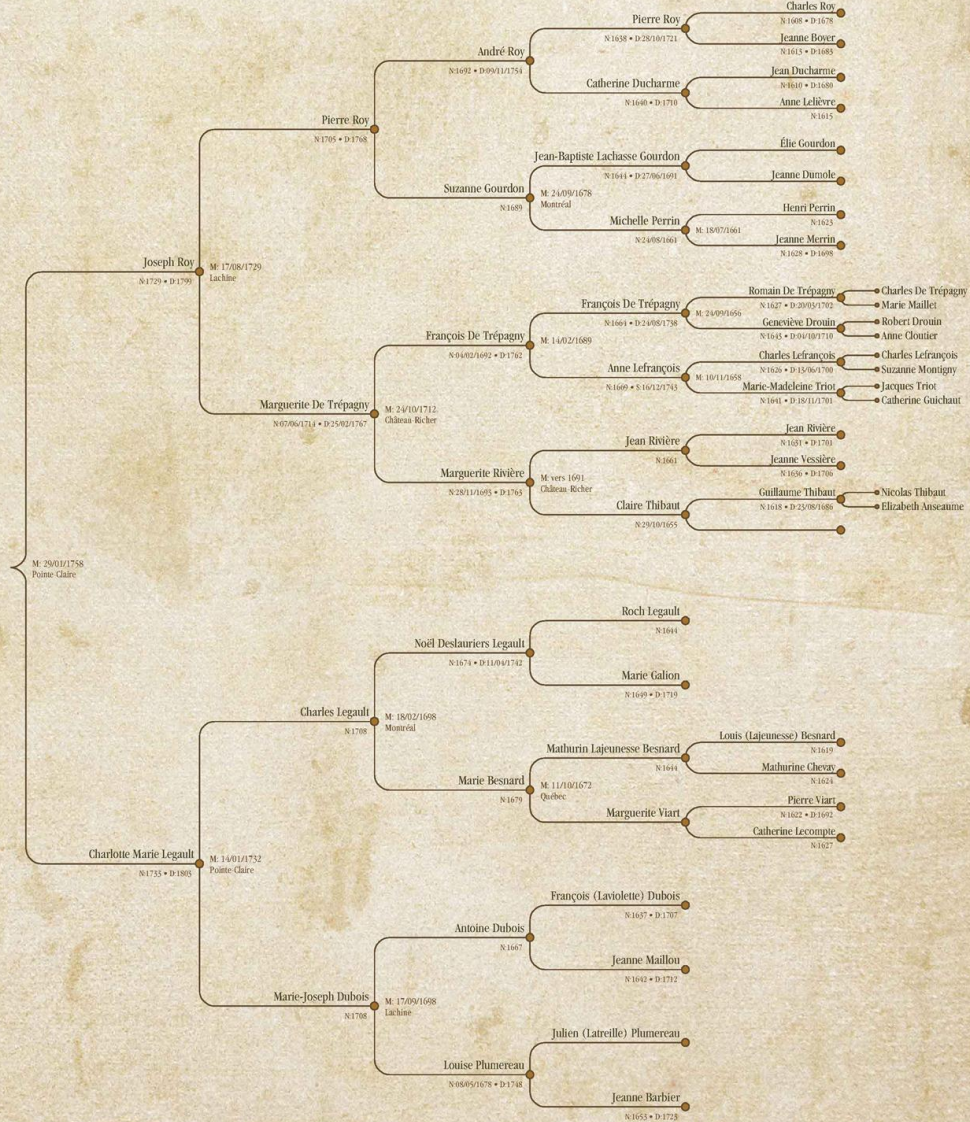 Charles Roy
N:1608 • D:1678
Pierre Roy
N:1638 • D:28/10/1721
Jeanne Boyer
N:1613 • D:1683
André Roy
N:1692 • D:09/11/1754
Jean Ducharme
N:1610 • D:1680
Catherine Ducharme
N:1640 • D:1710
Anne Lelièvre
N:1615
Pierre Roy
N:1705 • D:1768
Élie Gourdon
Jean-Baptiste Lachasse Gourdon
N:1644 • D:27/06/1691
Jeanne Dumole
Suzanne Gourdon
N:1689
M: 24/09/1678
Montréal
Henri Perrin
N:1623
Michelle Perrin
N:24/08/1661
M: 18/07/1661
Jeanne Merrin
N:1628 • D:1698
Joseph Roy
N:1729 • D:1799
M: 17/08/1729
Lachine
Romain De Trépagny
N:1627 • D:20/03/1702
Charles De Trépagny
Marie Maillet
François De Trépagny
N:1664 • D:24/08/1738
M: 24/09/1656
Geneviève Drouin
N:1643 • D:04/10/1710
Robert Drouin
Anne Cloutier
François De Trépagny
N:04/02/1692 • D:1762
M: 14/02/1689
Charles Lefrançois
N:1626 • D:13/06/1700
Charles Lefrançois
Suzanne Montigny
Anne Lefrançois
N:1669 • S:16/12/1743
M: 10/11/1658
Marie-Madeleine Triot
N:1641 • D:18/11/1701
Jacques Triot
Catherine Guichaut
Marguerite De Trépagny
N:07/06/1714 • D:25/02/1767
M: 24/10/1712
Château-Richer
Jean Rivière
N:1631 • D:1701
Jean Rivière
N:1661
Jeanne Vessière
N:1636 • D:1706
Marguerite Rivière
N:28/11/1693 • D:1763
M: vers 1691
Château-Richer
Guillaume Thibaut
N:1618 • D:23/08/1686
Nicolas Thibaut
Elizabeth Anseaume
Claire Thibaut
N:29/10/1655
M: 29/01/1758
Pointe Claire
Roch Legault
N:1644
Noël Deslauriers Legault
N:1674 • D:11/04/1742
Marie Galion
N:1649 • D:1719
Charles Legault
N:1708
M: 18/02/1698
Montréal
Louis (Lajeunesse) Besnard
N:1619
Mathurin Lajeunesse Besnard
N:1644
Mathurine Chevay
N:1624
Marie Besnard
N:1679
M: 11/10/1672
Québec
Pierre Viart
N:1622 • D:1692
Marguerite Viart
Catherine Lecompte
N:1627
Charlotte Marie Legault
N:1733 • D:1803
M: 14/01/1732
Pointe Claire
François (Laviolette) Dubois
N:1637 • D:1707
Antoine Dubois
N:1667
Jeanne Maillou
N:1642 • D:1712
Marie-Joseph Dubois
N:1708
M: 17/09/1698
Lachine
Julien (Latreille) Plumereau
Louise Plumereau
N:08/05/1678 • D:1748
Jeanne Barbier
N:1653 • D:1723